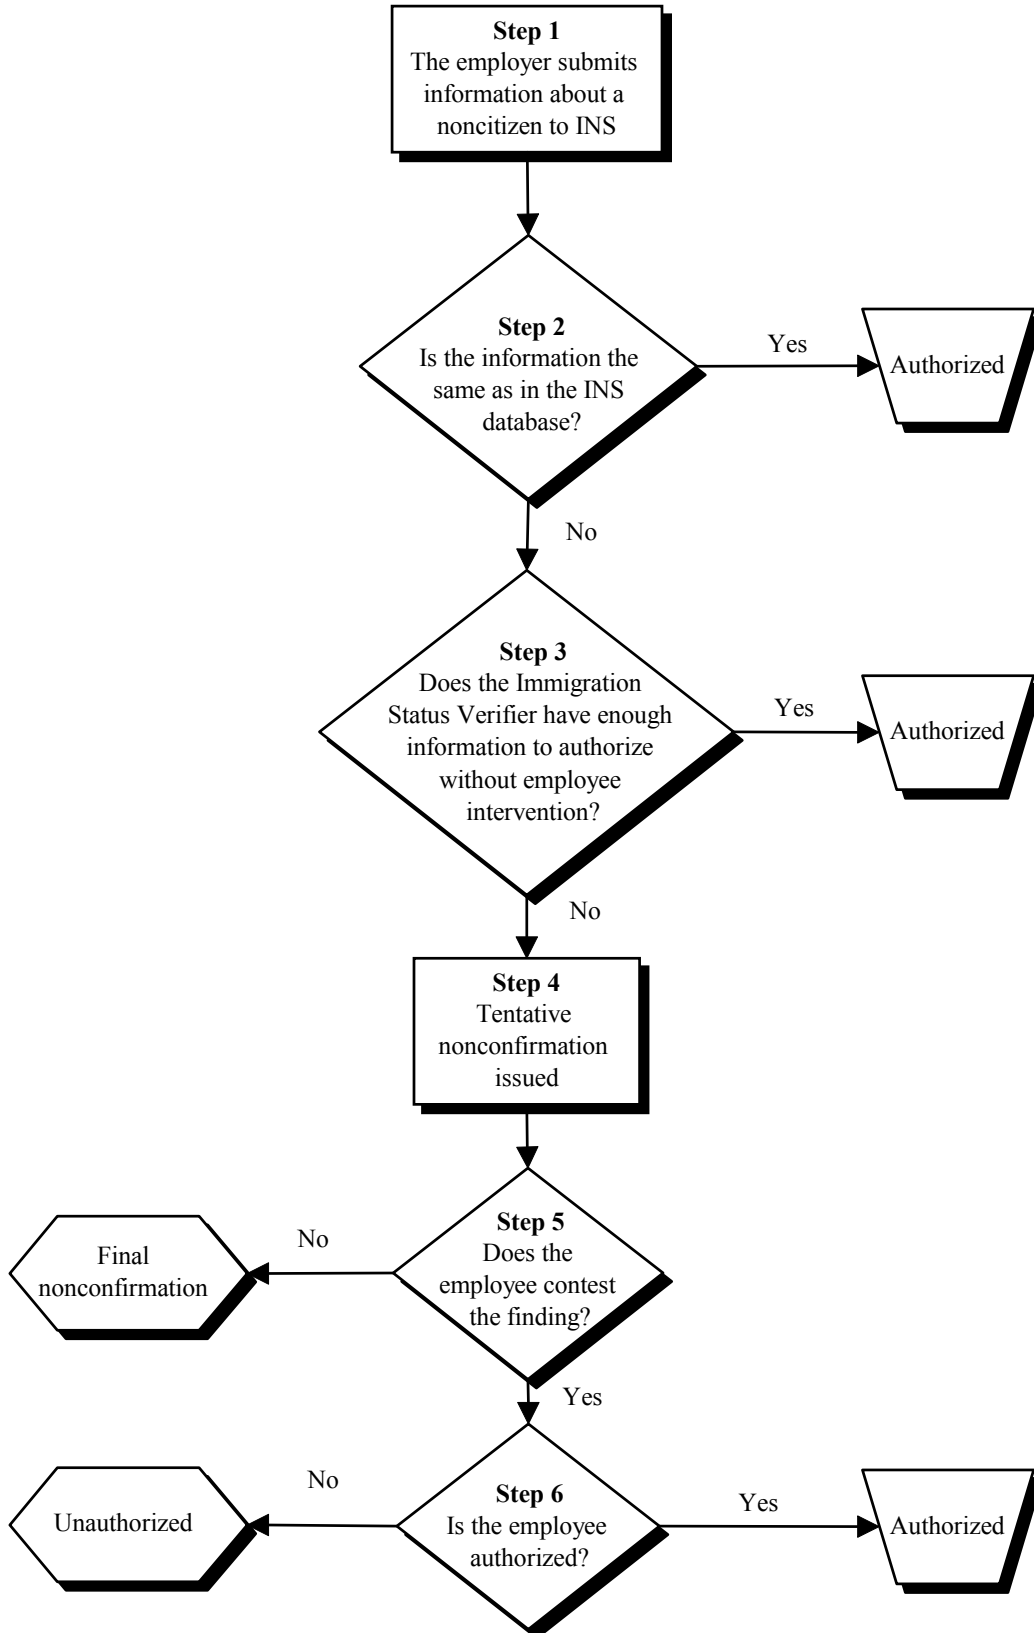 Step 1
The employer submits
information about a
noncitizen to INS
Step 2
Is the information the
same as in the INS
database?
Yes
Authorized
No
Step 3
Does the Immigration
Status Verifier have enough
information to authorize
without employee
intervention?
Yes
Authorized
No
Step 4
Tentative
nonconfirmation
issued
Step 5
Does the
employee contest
the finding?
No
Final
nonconfirmation
Yes
Step 6
Is the employee
authorized?
No
Unauthorized
Yes
Authorized